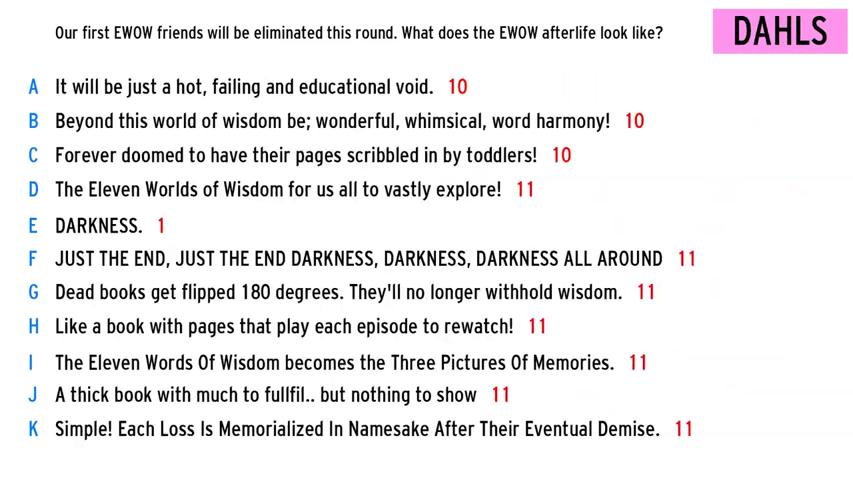 Our first EWOW friends will be eliminated this round. What does the EWOW afterlife look like?
DAHLS
A It will be just a hot, failing and educational void. 10
B Beyond this world of wisdom be; wonderful, whimsical, word harmony! 10
C Forever doomed to have their pages scribbled in by toddlers! 10
D The Eleven Worlds of Wisdom for us all to vastly explore! 11
E DARKNESS. 1
F JUST THE END, JUST THE END DARKNESS, DARKNESS, DARKNESS ALL AROUND 11
G Dead books get flipped 180 degrees. They'll no longer withhold wisdom. 11
H Like a book with pages that play each episode to rewatch! 11
I The Eleven Words Of Wisdom becomes the Three Pictures Of Memories. 11
J A thick book with much to fullfil.. but nothing to show 11
K Simple! Each Loss Is Memorialized In Namesake After Their Eventual Demise. 11